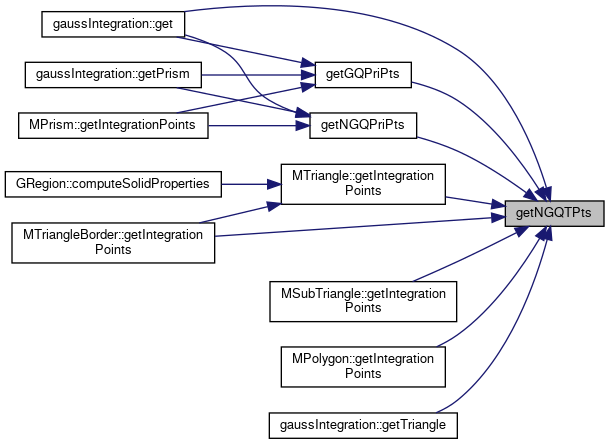 gaussIntegration::get
getGQPriPts
gaussIntegration::getPrism
getNGQPriPts
MPrism::getIntegrationPoints
MTriangle::getIntegration
Points
GRegion::computeSolidProperties
getNGQTPts
MTriangleBorder::getIntegration
Points
MSubTriangle::getIntegration
Points
MPolygon::getIntegration
Points
gaussIntegration::getTriangle